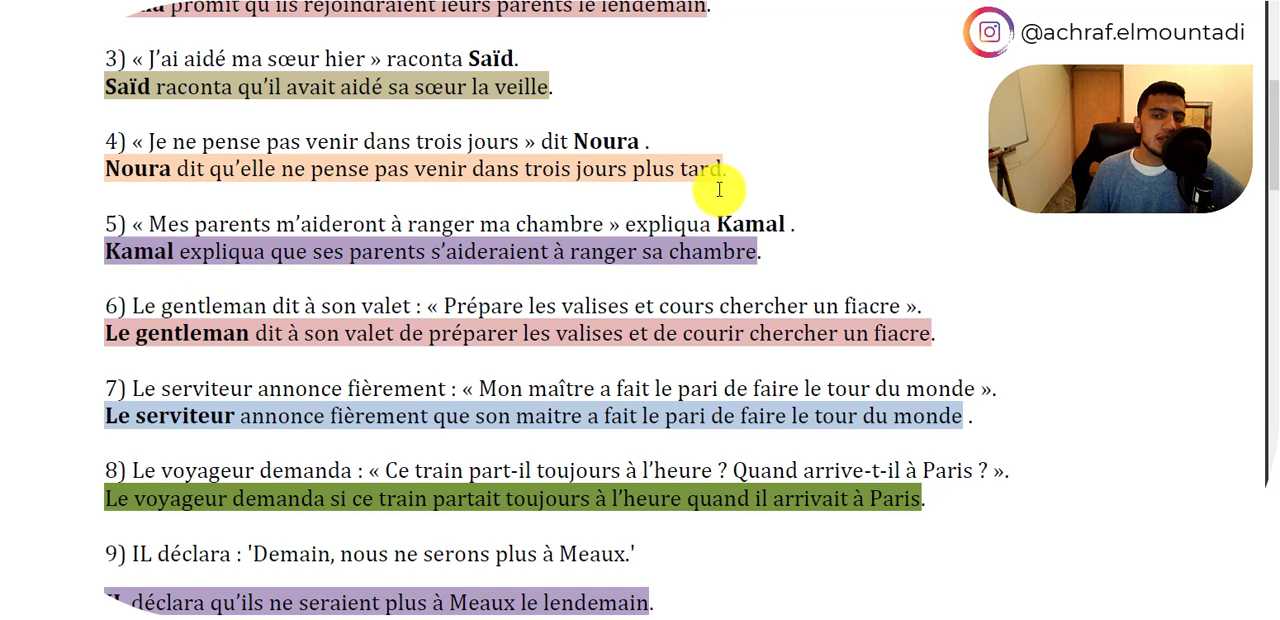 promit qu'ils rejoindraient leurs parents le lendemain.
@achraf.elmountadi
3) « J'ai aidé ma sœur hier » raconta Saïd.
Saïd raconta qu'il avait aidé sa sœur la veille.
4) « Je ne pense pas venir dans trois jours » dit Noura .
Noura dit qu'elle ne pense pas venir dans trois jours plus tard.
5) « Mes parents m'aideront à ranger ma chambre » expliqua Kamal .
Kamal expliqua que ses parents s'aideraient à ranger sa chambre.
6) Le gentleman dit à son valet : « Prépare les valises et cours chercher un fiacre ».
Le gentleman dit à son valet de préparer les valises et de courir chercher un fiacre.
7) Le serviteur annonce fièrement : « Mon maître a fait le pari de faire le tour du monde ».
Le serviteur annonce fièrement que son maitre a fait le pari de faire le tour du monde .
8) Le voyageur demanda : « Ce train part-il toujours à l'heure ? Quand arrive-t-il à Paris ? ».
Le voyageur demanda si ce train partait toujours à l'heure quand il arrivait à Paris.
9) IL déclara : 'Demain, nous ne serons plus à Meaux.'
IL déclara qu'ils ne seraient plus à Meaux le lendemain.